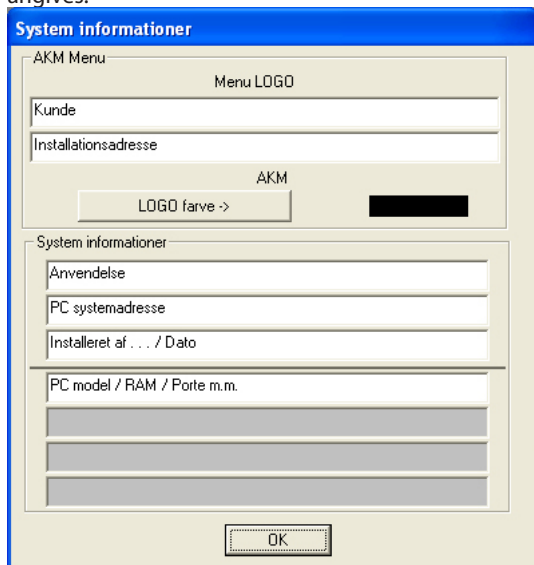 angives.
System informationer
AKM Menu
Menu LOGO
Kunde
Installationsadresse
AKM
LOGO farve ->
System informationer
Anvendelse
PC systemadresse
Installeret af . . . / Dato
PC model / RAM / Porte m.m.
OK